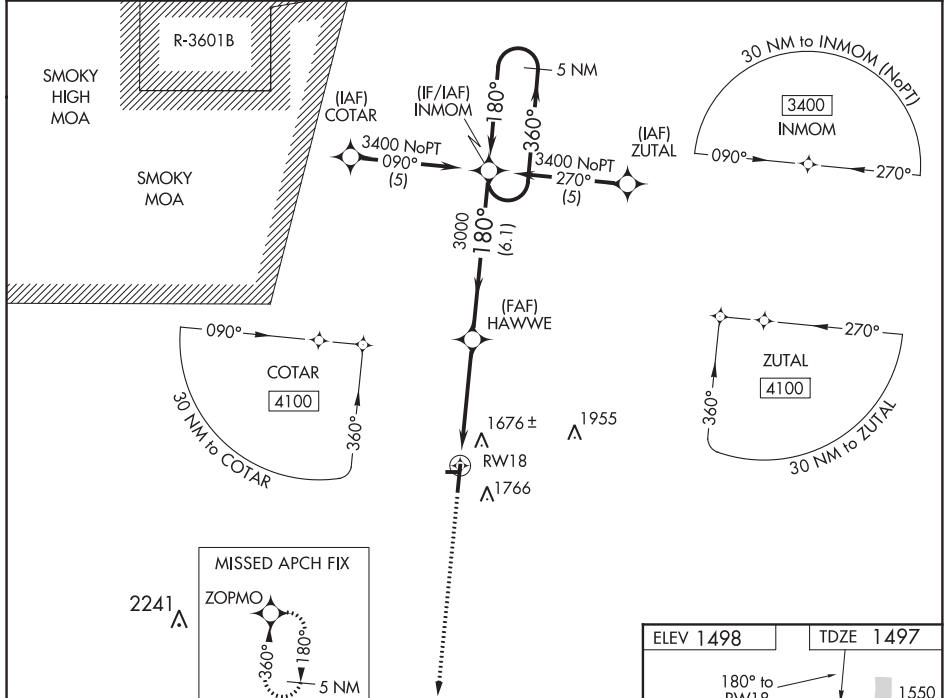 R-3601B
SMOKY
HIGH
MOA
SMOKY
MOA
(IAF)
COTAR
3400 NoPT
090°
(5)
(IF/IAF)
INMOM
180°
360°
5 NM
3400 NoPT
270°
(5)
(IAF)
ZUTAL
30 NM to INMOM (NoPT)
3400
INMOM
090°
270°
3000
180°
(6.1)
(FAF)
HAWWE
090°
COTAR
4100
360°
30 NM to COTAR
270°
ZUTAL
4100
360°
30 NM to ZUTAL
1676 ±
1955
RW18
1766
MISSED APCH FIX
ZOPMO
360°
180°
5 NM
2241
ELEV 1498
TDZE 1497
180° to
RW18
1550